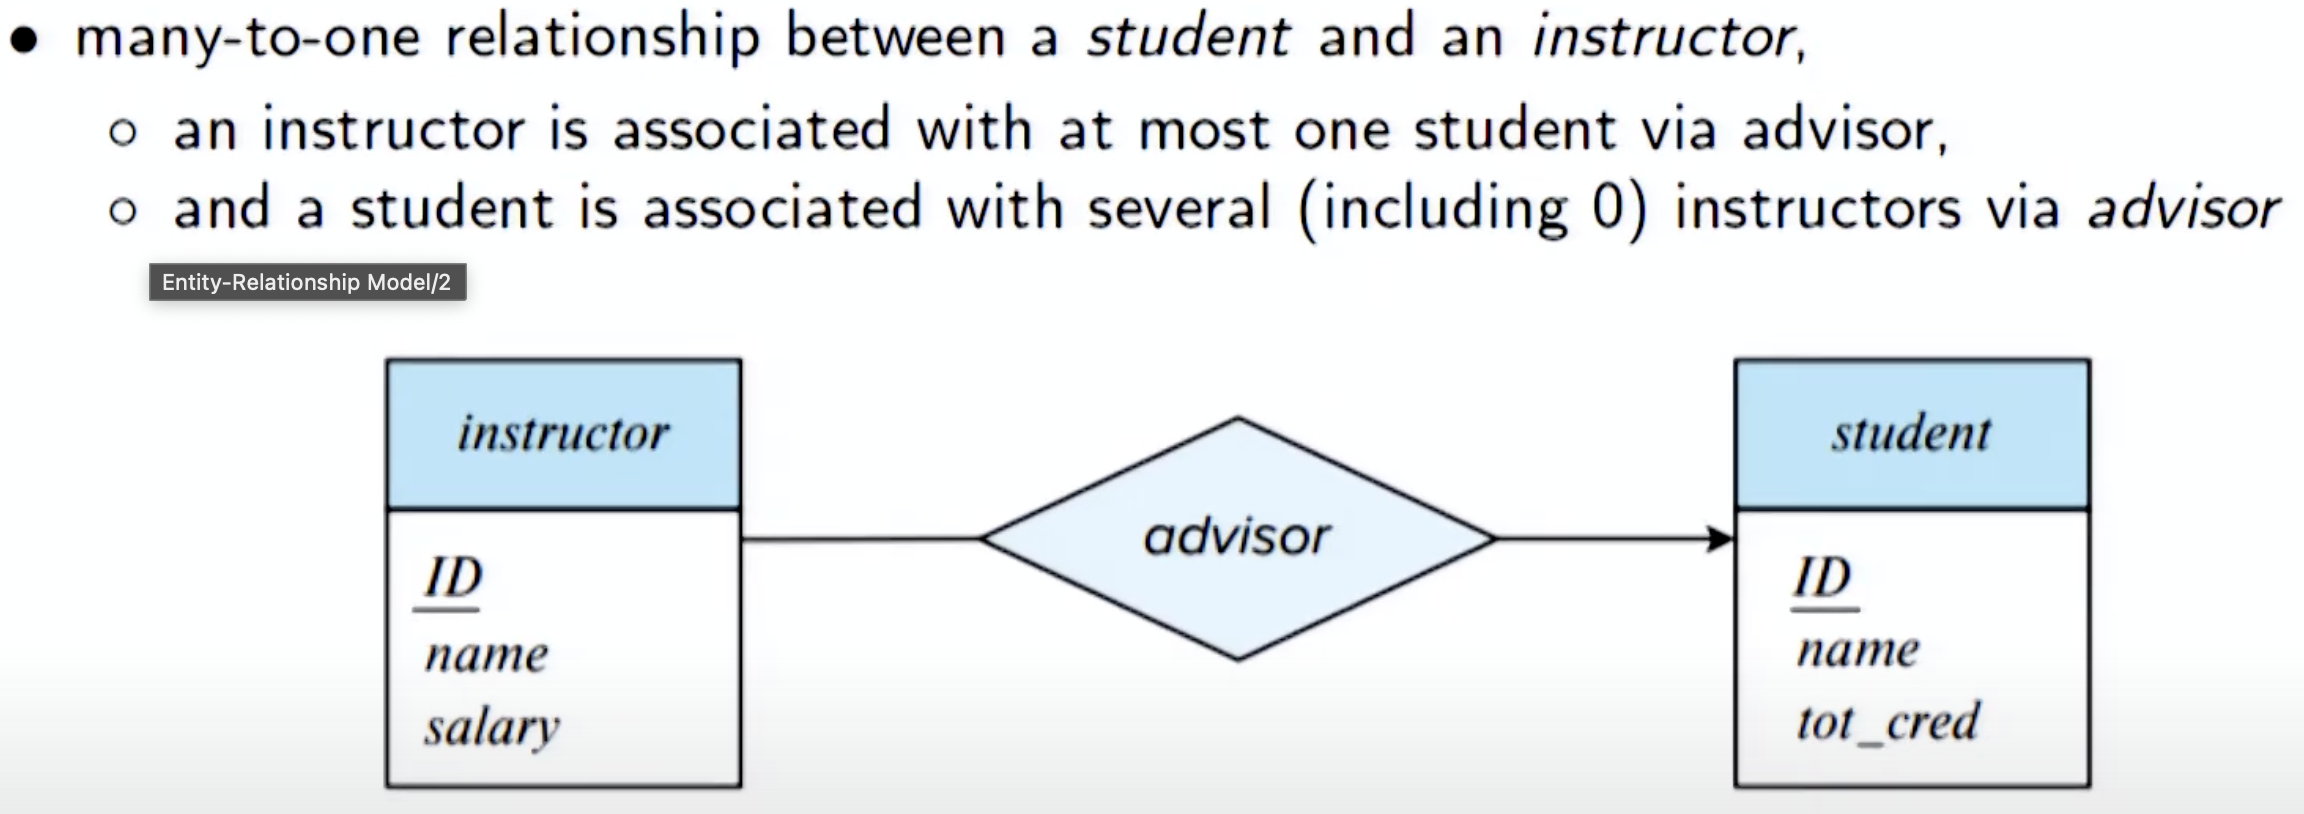 ● many-to-one relationship between a student and an instructor,
○ an instructor is associated with at most one student via advisor,
○ and a student is associated with several (including 0) instructors via advisor
Entity-Relationship Model/2
instructor
ID
name
salary
advisor
student
ID
name
tot_cred